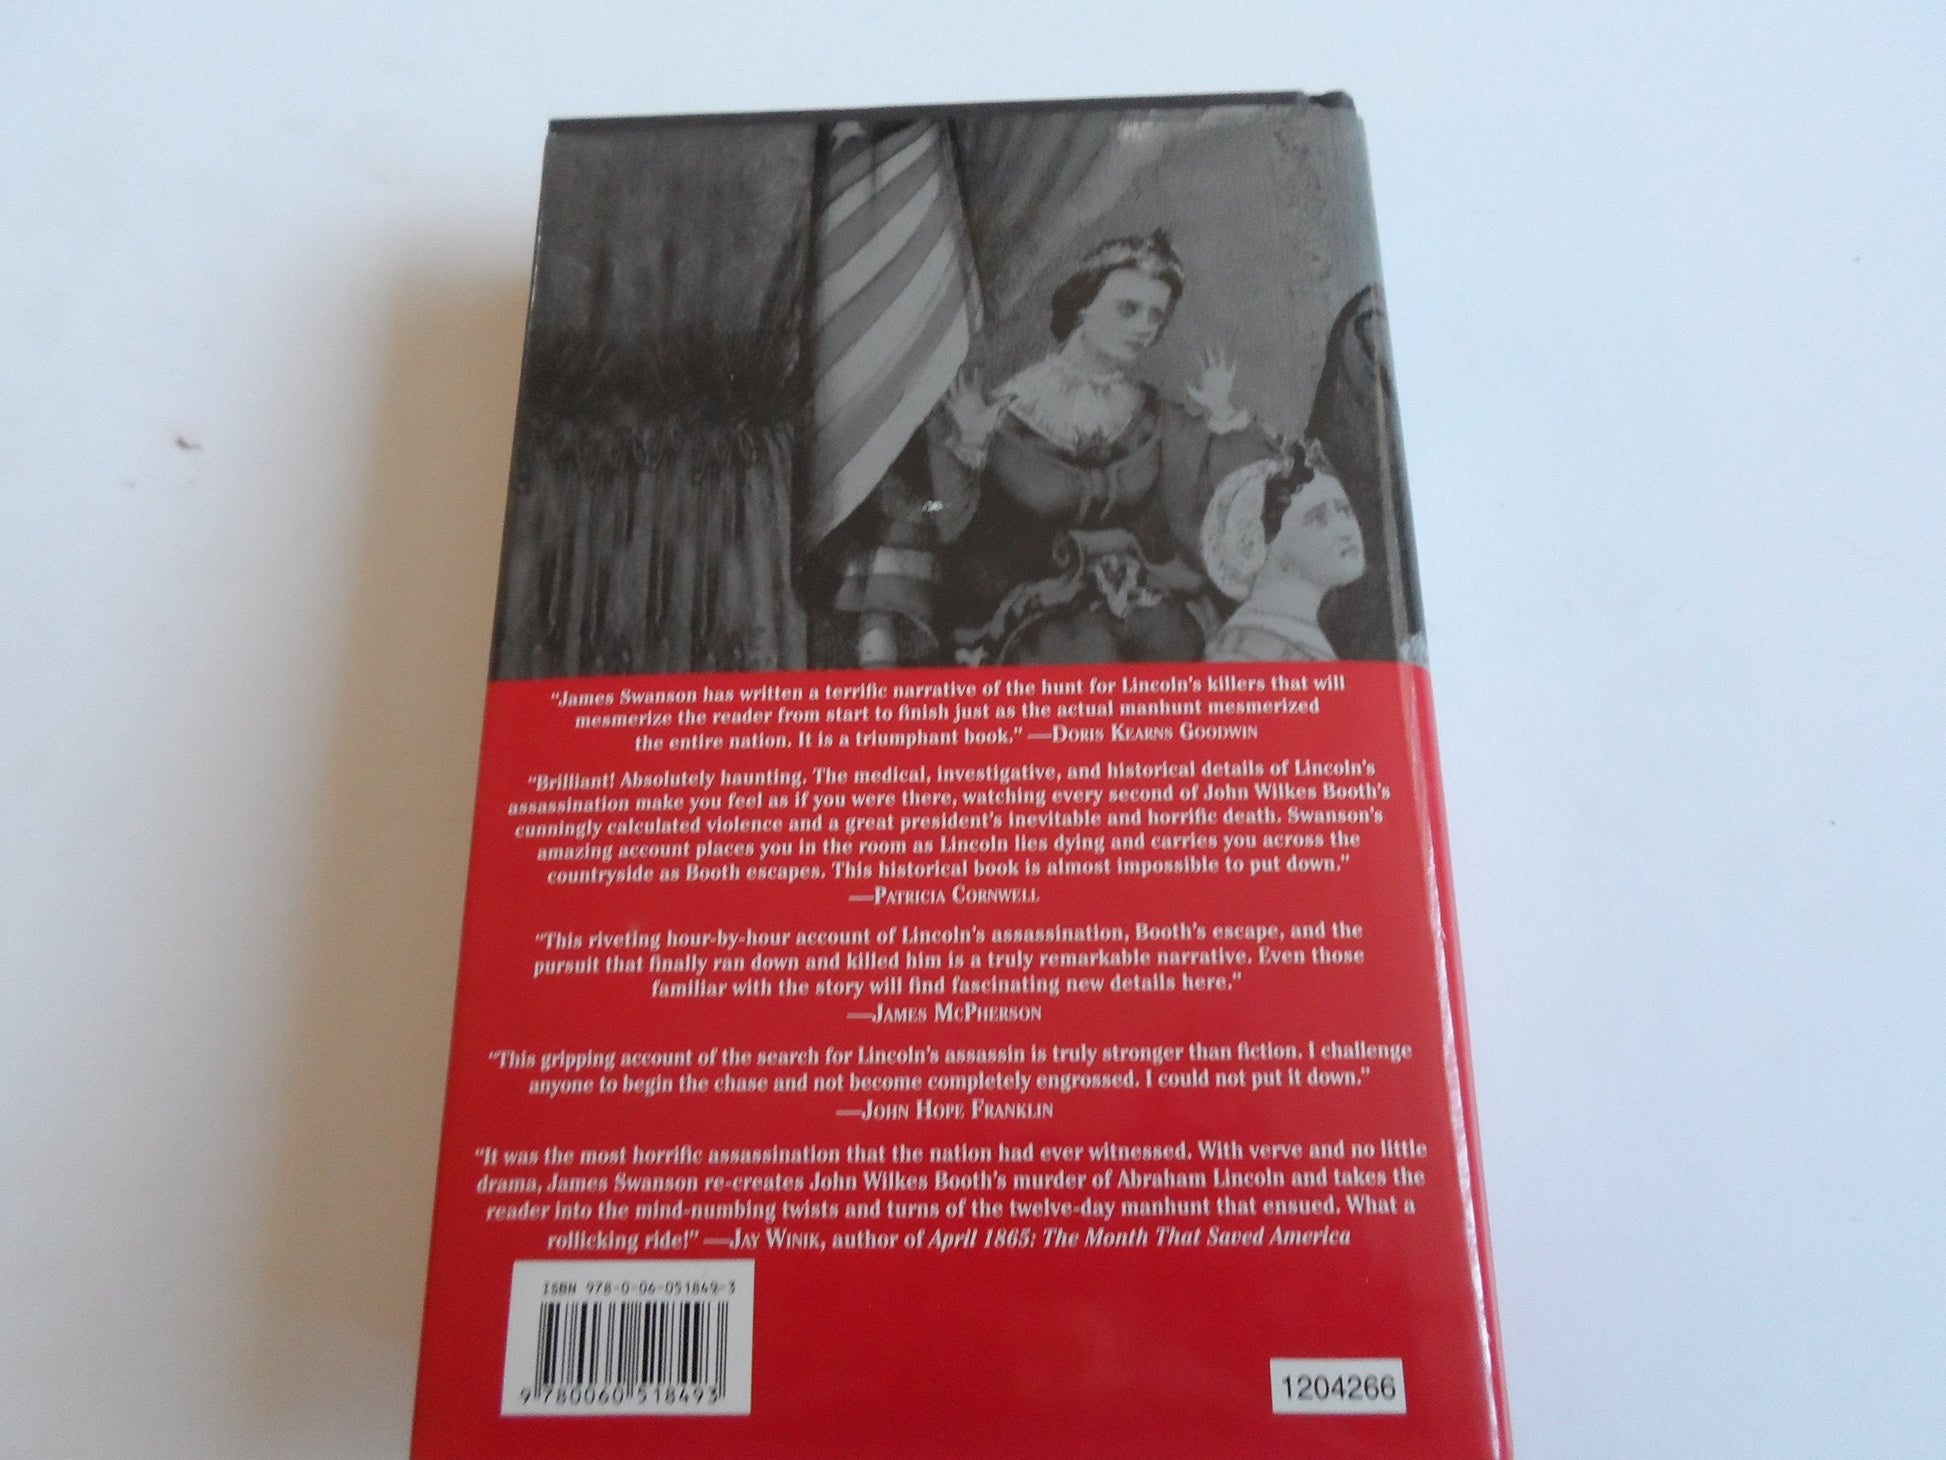 “James Swanson has written a terrific narrative of the hunt for Lincoln’s killers that will
mesmerize the reader from start to finish just as the actual manhunt mesmerized
the entire nation. It is a triumphant book.” —Doris Kearns Goodwin
“Brilliant! Absolutely haunting. The medical, investigative, and historical details of Lincoln’s
assassination make you feel as if you were there, watching every second of John Wilkes Booth’s
cunningly calculated violence and a great president’s inevitable and horrific death. Swanson’s
amazing account places you in the room as Lincoln lies dying and carries you across the
countryside as Booth escapes. This historical book is almost impossible to put down.”
—Patricia Cornwell
“This riveting hour-by-hour account of Lincoln’s assassination, Booth’s escape, and the
pursuit that finally ran down and killed him is a truly remarkable narrative. Even those
familiar with the story will find fascinating new details here.”
—James McPherson
“This gripping account of the search for Lincoln’s assassin is truly stronger than fiction. I challenge
anyone to begin the chase and not become completely engrossed. I could not put it down.”
—John Hope Franklin
“It was the most horrific assassination that the nation had ever witnessed. With verve and no little
drama, James Swanson re-creates John Wilkes Booth’s murder of Abraham Lincoln and takes the
reader into the mind-numbing twists and turns of the twelve-day manhunt that ensued. What a
rollicking ride!” —Jay Winik, author of April 1865: The Month That Saved America
ISBN 978-0-06-051849-3
9 780060 518493
1204266